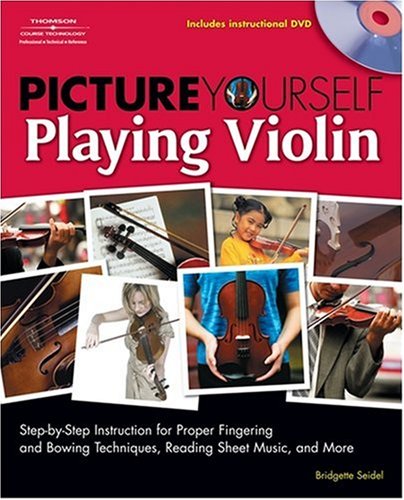 Includes instructional DVD
THOMSON
COURSE TECHNOLOGY
Professional ■ Technical ■ Reference
PICTURE YOURSELF
Playing Violin
Step-by-Step Instruction for Proper Fingering
and Bowing Techniques, Reading Sheet Music, and More
Bridgette Seidel